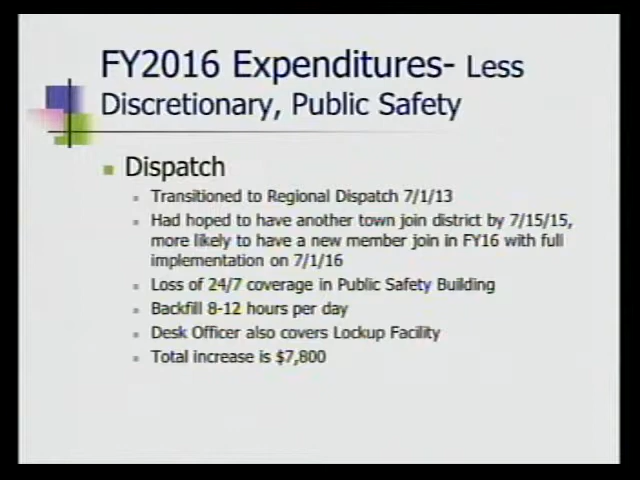 FY2016 Expenditures- Less
Discretionary, Public Safety
Dispatch
Transitioned to Regional Dispatch 7/1/13
Had hoped to have another town join district by 7/15/15,
more likely to have a new member join in FY16 with full
implementation on 7/1/16
Loss of 24/7 coverage in Public Safety Building
Backfill 8-12 hours per day
Desk Officer also covers Lockup Facility
Total increase is $7,800